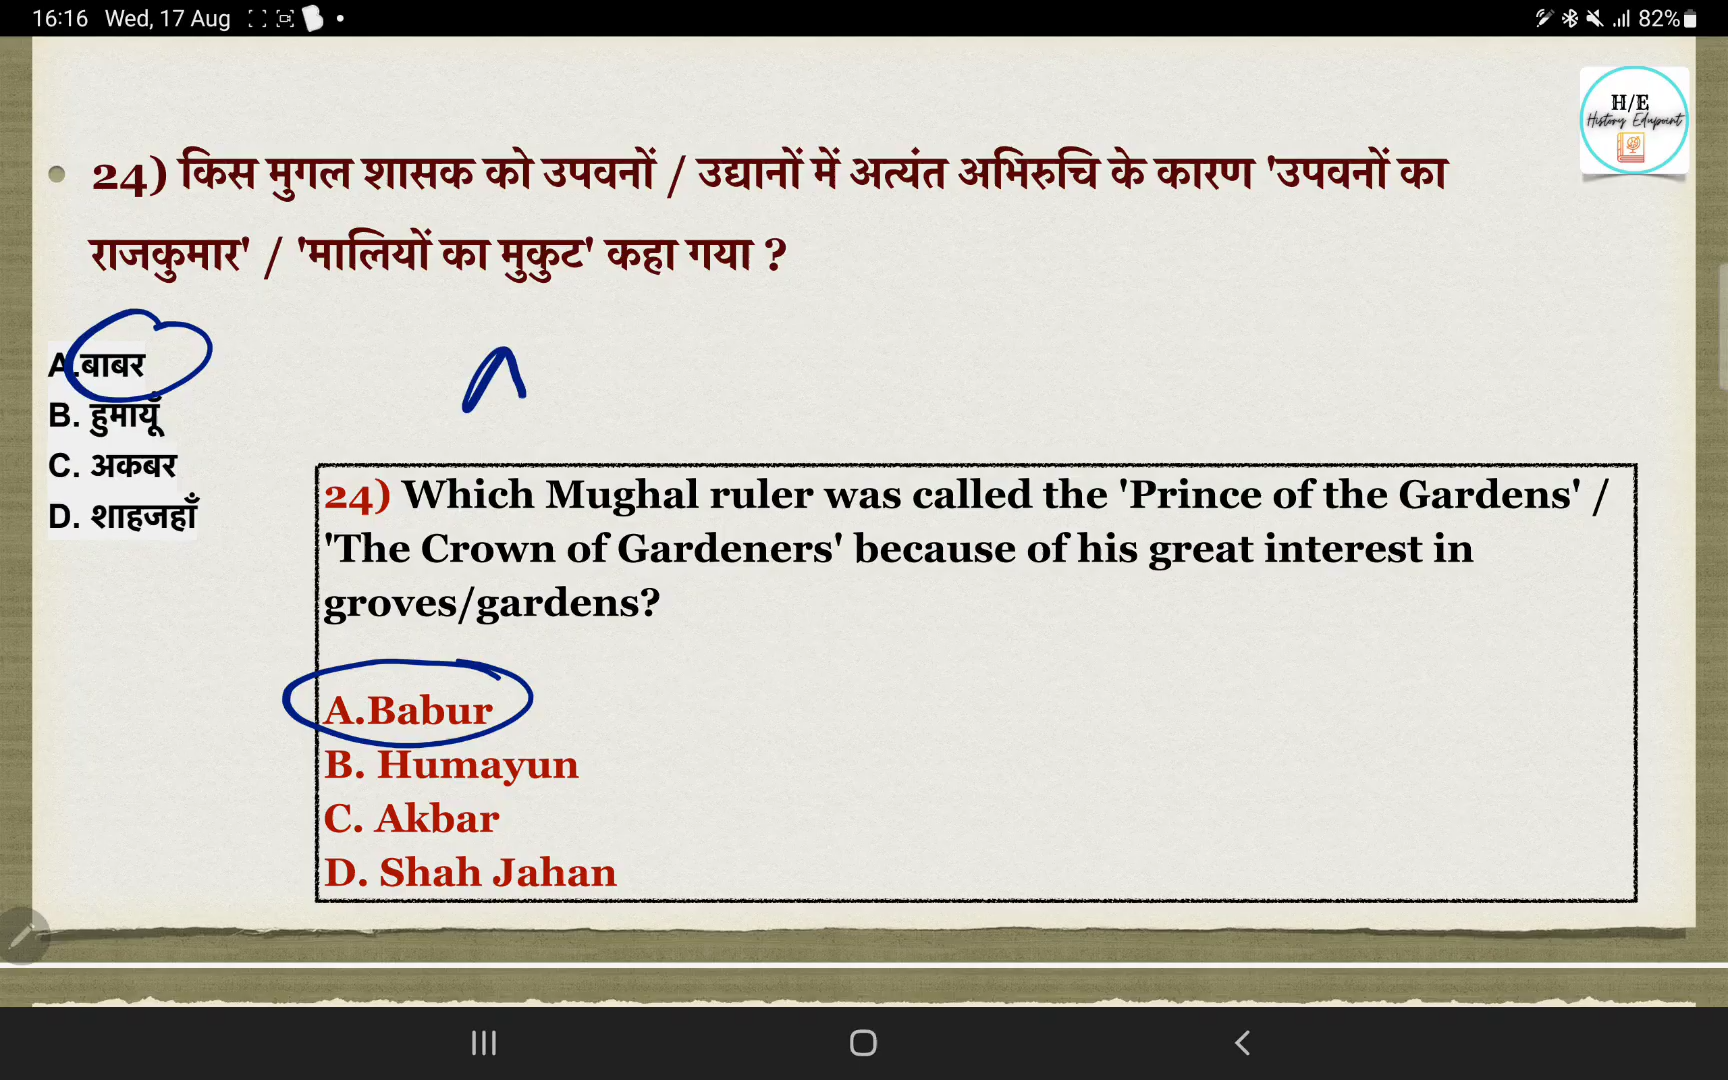 16:16 Wed, 17 Aug
82%
H/E
History Edupoint
24) किस मुगल शासक को उपवनों / उद्यानों में अत्यंत अभिरुचि के कारण 'उपवनों का
राजकुमार' / 'मालियों का मुकुट' कहा गया ?
A.बाबर
B. हुमायूँ
C. अकबर
D. शाहजहाँ
24) Which Mughal ruler was called the 'Prince of the Gardens' /
'The Crown of Gardeners' because of his great interest in
groves/gardens?
A.Babur
B. Humayun
C. Akbar
D. Shah Jahan